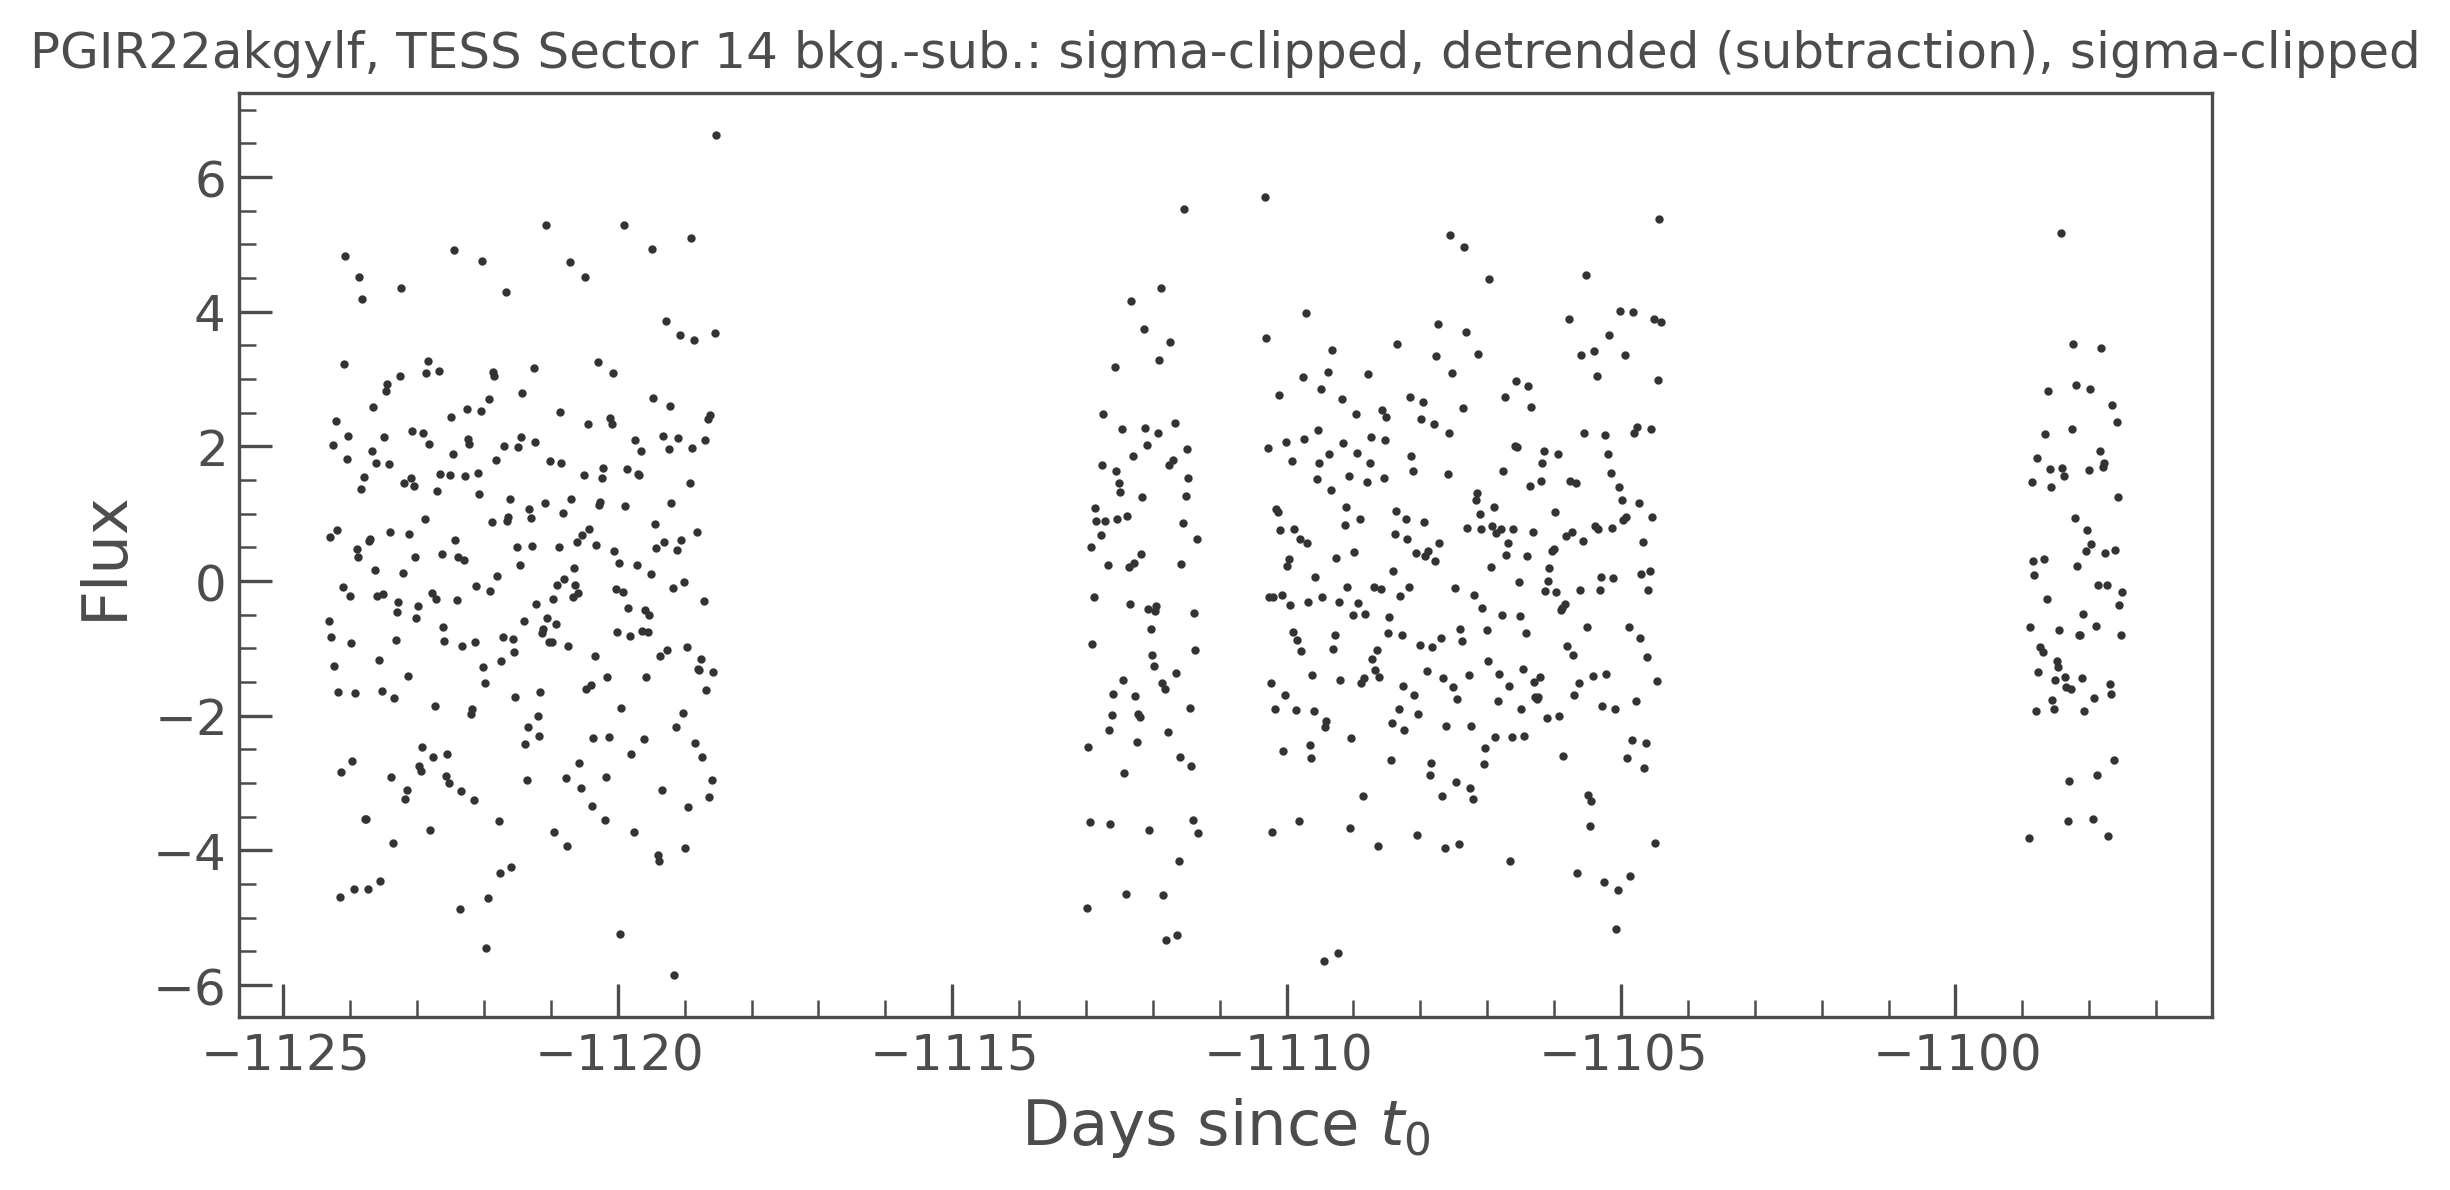 PGIR22akgylf, TESS Sector 14 bkg.-sub.: sigma-clipped, detrended (subtraction), sigma-clipped
Flux
6
4
2
0
−2
−4
−6
−1125 −1120 −1115 −1110 −1105 −1100
Days since t₀